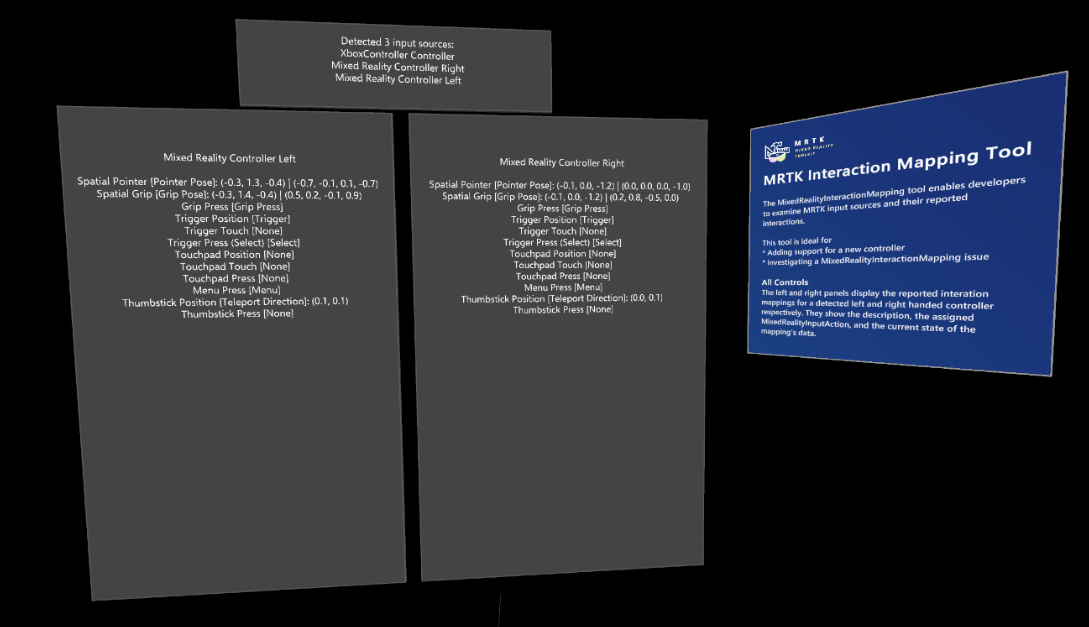 Detected 3 input sources:
XboxController Controller
Mixed Reality Controller Right
Mixed Reality Controller Left
Mixed Reality Controller Left
Spatial Pointer [Pointer Pose]: (-0.3, 1.3, -0.4) | (-0.7, -0.1, 0.1, -0.7)
Spatial Grip [Grip Pose]: (-0.3, 1.4, -0.4) | (0.5, 0.2, -0.1, 0.9)
Grip Press [Grip Press]
Trigger Position [Trigger]
Trigger Touch [None]
Trigger Press (Select) [Select]
Touchpad Position [None]
Touchpad Touch [None]
Touchpad Press [None]
Menu Press [Menu]
Thumbstick Position [Teleport Direction]: (0.1, 0.1)
Thumbstick Press [None]
Mixed Reality Controller Right
Spatial Pointer [Pointer Pose]: (-0.1, 0.0, -1.2) | (0.0, 0.0, 0.0, -1.0)
Spatial Grip [Grip Pose]: (-0.1, 0.0, -1.2) | (0.2, 0.8, -0.5, 0.0)
Grip Press [Grip Press]
Trigger Position [Trigger]
Trigger Touch [None]
Trigger Press (Select) [Select]
Touchpad Position [None]
Touchpad Touch [None]
Touchpad Press [None]
Menu Press [Menu]
Thumbstick Position [Teleport Direction]: (0.0, 0.1)
Thumbstick Press [None]
MRTK
MIXED REALITY
TOOLKIT
MRTK Interaction Mapping Tool
The MixedRealityInteractionMapping tool enables developers
to examine MRTK input sources and their reported
interactions.
This tool is ideal for
* Adding support for a new controller
* Investigating a MixedRealityInteractionMapping issue
All Controls
The left and right panels display the reported interation
mappings for a detected left and right handed controller
respectively. They show the description, the assigned
MixedRealityInputAction, and the current state of the
mapping's data.